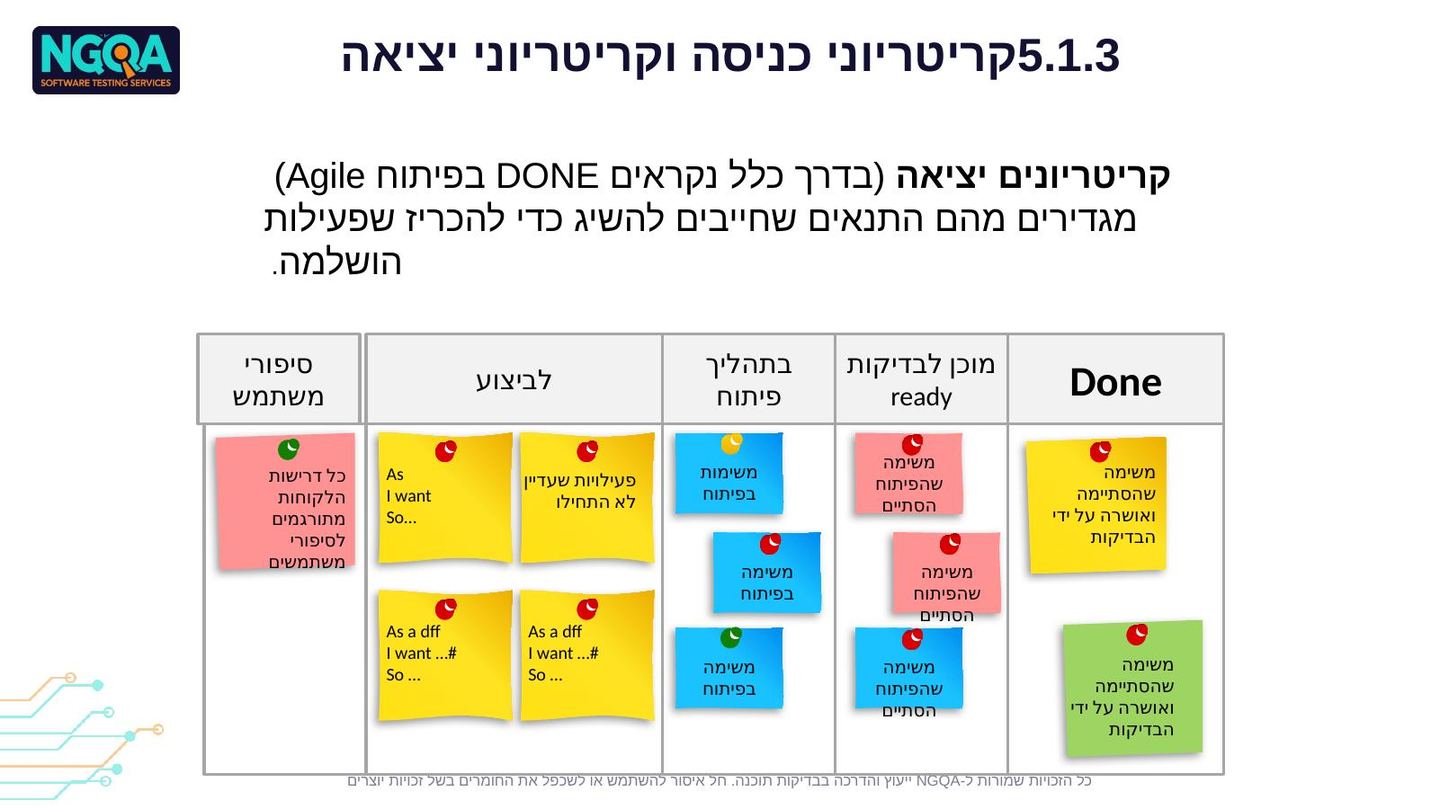 NGQA
SOFTWARE TESTING SERVICES
5.1.3קריטריוני כניסה וקריטריוני יציאה
קריטריונים יציאה (בדרך כלל נקראים DONE בפיתוח Agile)
מגדירים מהם התנאים שחייבים להשיג כדי להכריז שפעילות
הושלמה.
סיפורי
משתמש
לביצוע
בתהליך
פיתוח
מוכן לבדיקות
ready
Done
כל דרישות
הלקוחות
מתורגמים
לסיפורי
משתמשים
As
I want
So…
פעילויות שעדיין
לא התחילו
As a dff
I want …#
So …
As a dff
I want …#
So …
משימות
בפיתוח
משימה
בפיתוח
משימה
בפיתוח
משימה
שהפיתוח
הסתיים
משימה
שהפיתוח
הסתיים
משימה
שהפיתוח
הסתיים
משימה
שהסתיימה
ואושרה על ידי
הבדיקות
משימה
שהסתיימה
ואושרה על ידי
הבדיקות
כל הזכויות שמורות ל-NGQA ייעוץ והדרכה בבדיקות תוכנה. חל איסור להשתמש או לשכפל את החומרים בשל זכויות יוצרים